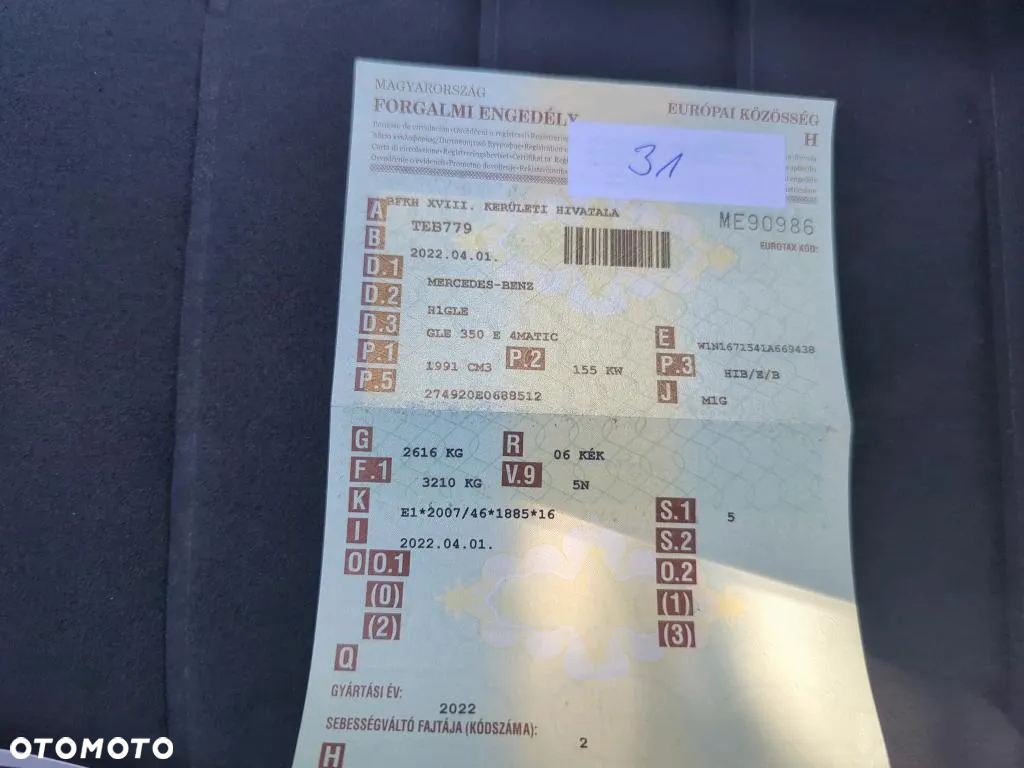 MAGYARORSZÁG
FORGALMI ENGEDÉLY
EURÓPAI KÖZÖSSÉG
H
31
A BFKH XVIII. KERÜLETI HIVATALA
ME90986
B TEB779
EUROTAX KÓD:
D.1 2022.04.01.
D.2 MERCEDES-BENZ
D.3 H1GLE
GLE 350 E 4MATIC E W1N1671541A669438
P.1 1991 CM3 P.2 155 KW P.3 HIB/E/B
P.5 274920E0688512 J M1G
G 2616 KG R 06 KÉK
F.1 3210 KG V.9 5N
K E1*2007/46*1885*16 S.1 5
I 2022.04.01. S.2
O O.1 O.2
(0) (1)
(2) (3)
Q
GYÁRTÁSI ÉV:
2022
SEBESSÉGVÁLTÓ FAJTÁJA (KÓDSZÁMA):
2
H
OTOMOTO